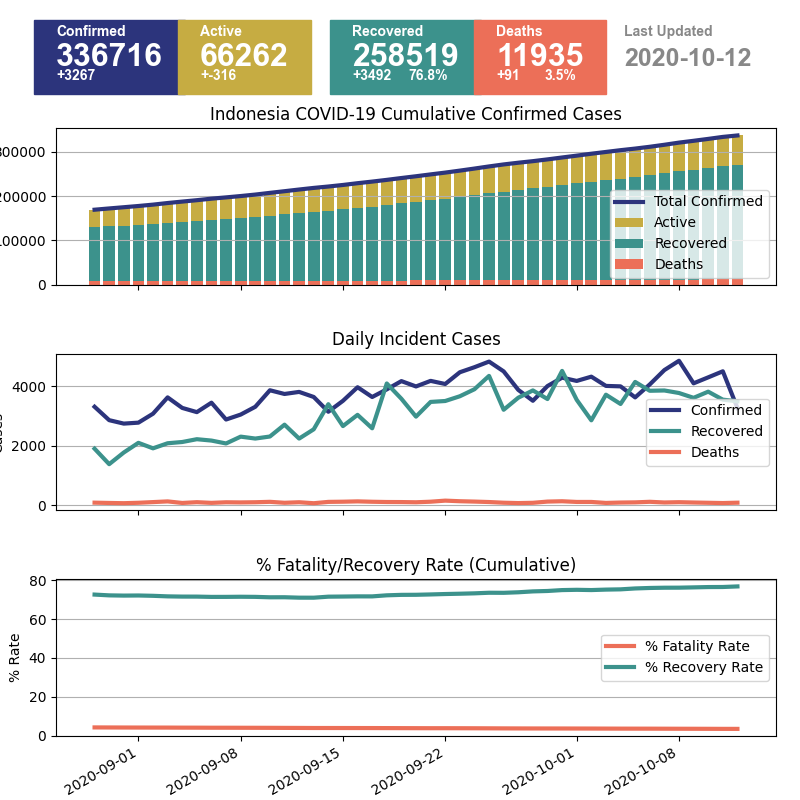 Confirmed
336716
+3267
Active
66262
+-316
Recovered
258519
+3492 76.8%
Deaths
11935
+91 3.5%
Last Updated
2020-10-12
Indonesia COVID-19 Cumulative Confirmed Cases
200000
0
Total Confirmed
Active
Recovered
Deaths
Daily Incident Cases
4000
2000
0
Confirmed
Recovered
Deaths
% Fatality/Recovery Rate (Cumulative)
% Rate
80
60
40
20
0
% Fatality Rate
% Recovery Rate
2020-09-01
2020-09-08
2020-09-15
2020-09-22
2020-10-01
2020-10-08